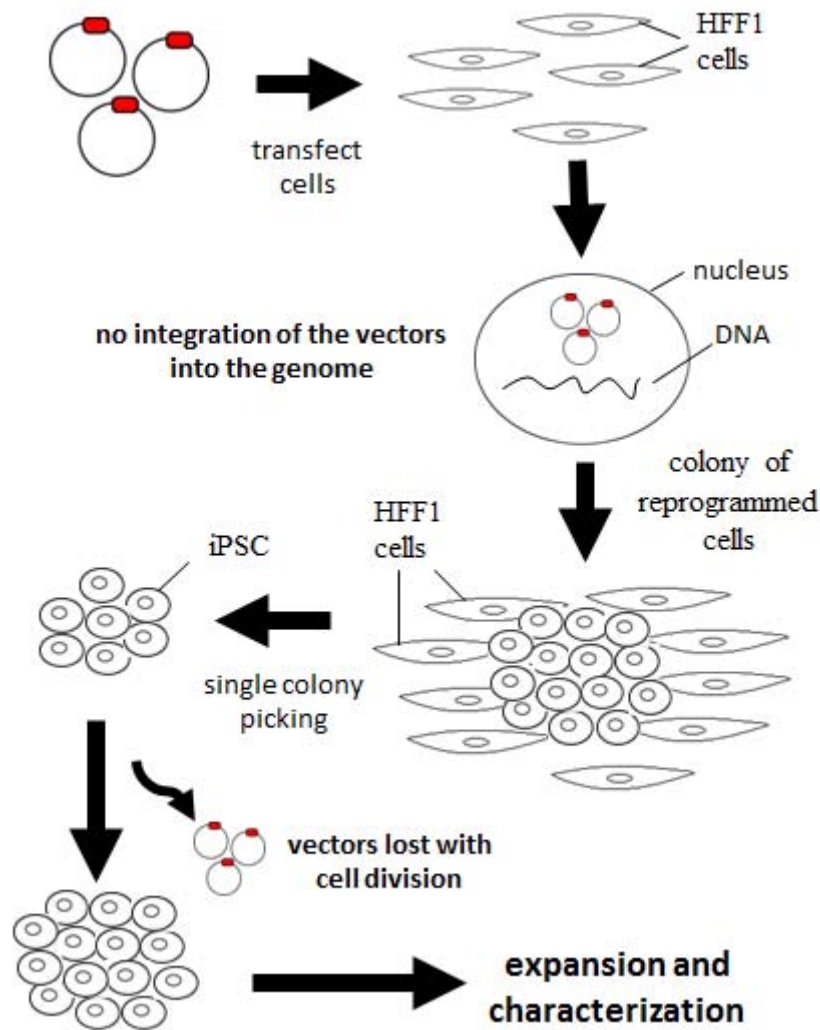 HFF1
cells
transfect
cells
nucleus
no integration of the vectors
into the genome
DNA
colony of
reprogrammed
cells
HFF1
cells
iPSC
single colony
picking
vectors lost with
cell division
expansion and
characterization